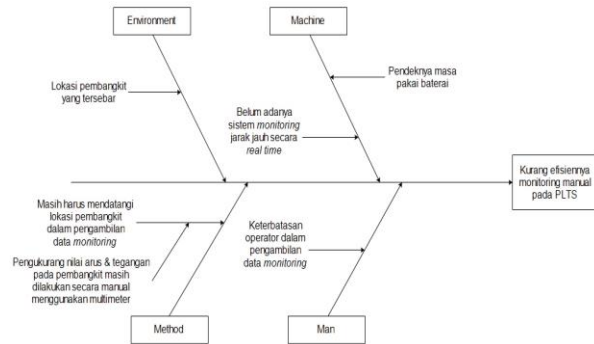 Environment
Machine
Lokasi pembangkit
yang tersebar
Pendeknya masa
pakai baterai
Belum adanya
sistem monitoring
jarak jauh secara
real time
Kurang efisiennya
monitoring manual
pada PLTS
Masih harus mendatangi
lokasi pembangkit
dalam pengambilan
data monitoring
Pengukurang nilai arus & tegangan
pada pembangkit masih
dilakukan secara manual
menggunakan multimeter
Keterbatasan
operator dalam
pengambilan
data monitoring
Method
Man